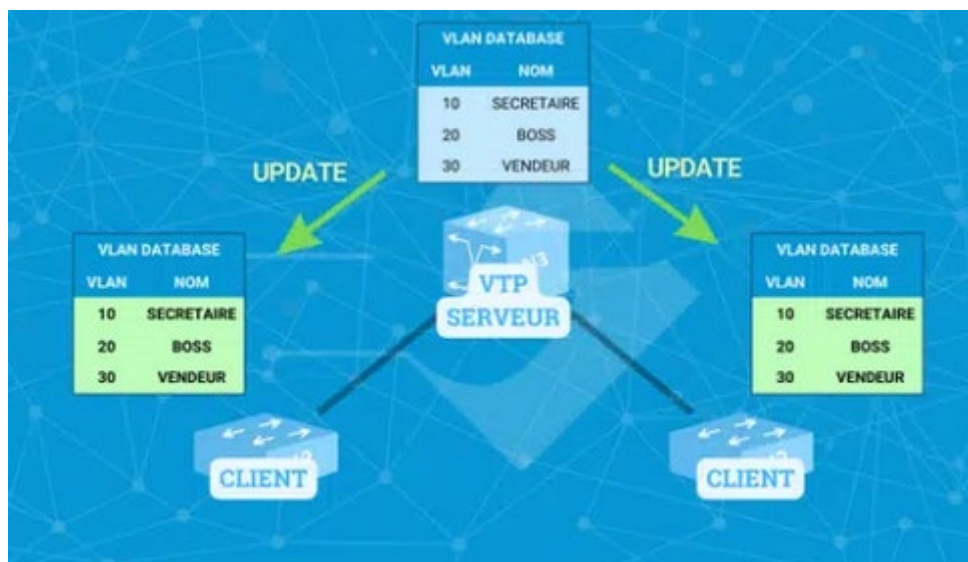 VLAN DATABASE
VLAN NOM
10 SECRETAIRE
20 BOSS
30 VENDEUR
UPDATE
UPDATE
VLAN DATABASE
VLAN NOM
10 SECRETAIRE
20 BOSS
30 VENDEUR
VTP
SERVEUR
VLAN DATABASE
VLAN NOM
10 SECRETAIRE
20 BOSS
30 VENDEUR
CLIENT
CLIENT